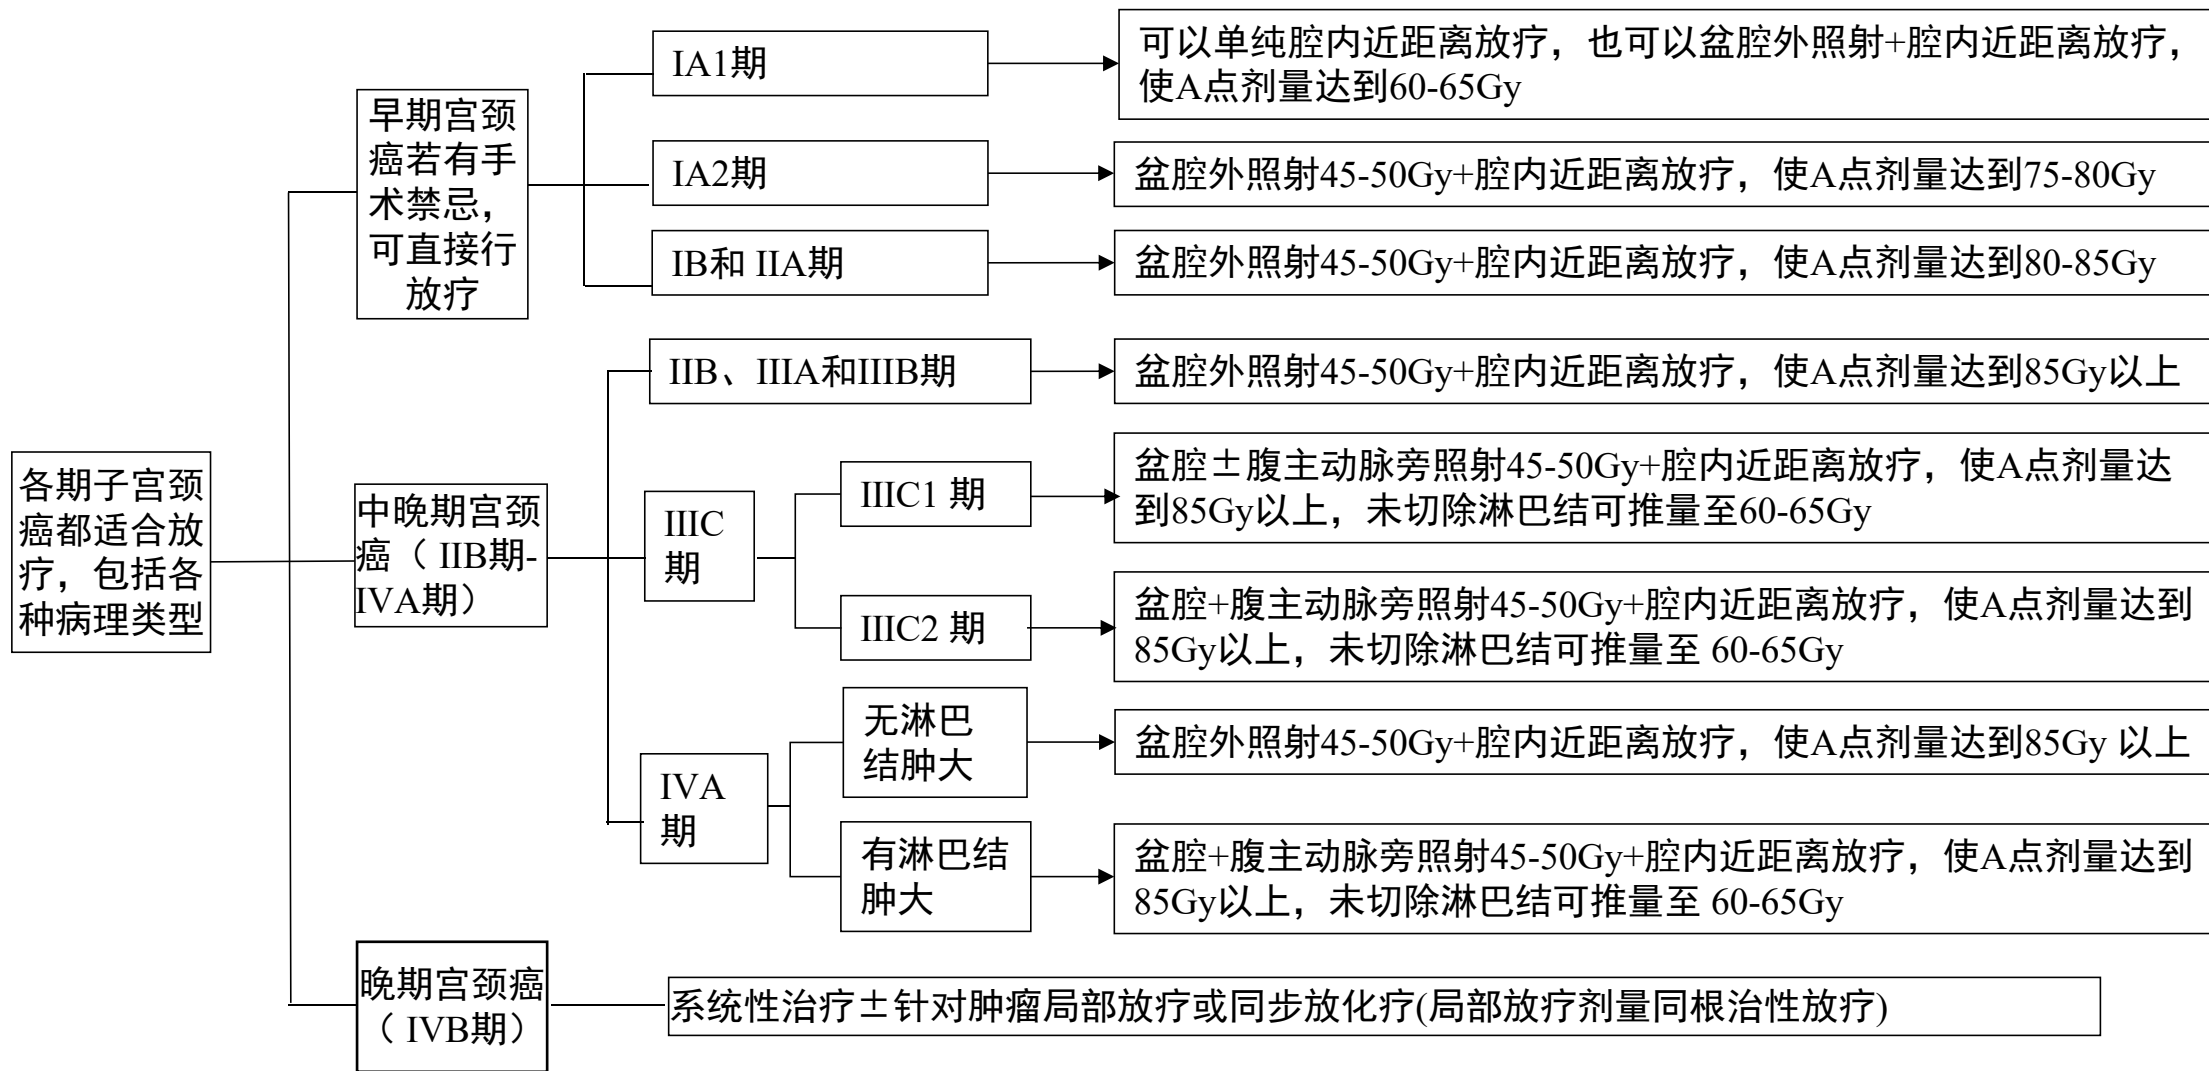 各期子宫颈
癌都适合放
疗，包括各
种病理类型
早期宫颈
癌若有手
术禁忌，
可直接行
放疗
IA1期
可以单纯腔内近距离放疗，也可以盆腔外照射+腔内近距离放疗，
使A点剂量达到60-65Gy
IA2期
盆腔外照射45-50Gy+腔内近距离放疗，使A点剂量达到75-80Gy
IB和 IIA期
盆腔外照射45-50Gy+腔内近距离放疗，使A点剂量达到80-85Gy
中晚期宫颈
癌（ IIB期-
IVA期）
IIB、IIIA和IIIB期
盆腔外照射45-50Gy+腔内近距离放疗，使A点剂量达到85Gy以上
IIIC
期
IIIC1 期
盆腔±腹主动脉旁照射45-50Gy+腔内近距离放疗，使A点剂量达
到85Gy以上，未切除淋巴结可推量至60-65Gy
IIIC2 期
盆腔+腹主动脉旁照射45-50Gy+腔内近距离放疗，使A点剂量达到
85Gy以上，未切除淋巴结可推量至 60-65Gy
IVA
期
无淋巴
结肿大
盆腔外照射45-50Gy+腔内近距离放疗，使A点剂量达到85Gy 以上
有淋巴结
肿大
盆腔+腹主动脉旁照射45-50Gy+腔内近距离放疗，使A点剂量达到
85Gy以上，未切除淋巴结可推量至 60-65Gy
晚期宫颈癌
（ IVB期）
系统性治疗±针对肿瘤局部放疗或同步放化疗(局部放疗剂量同根治性放疗)